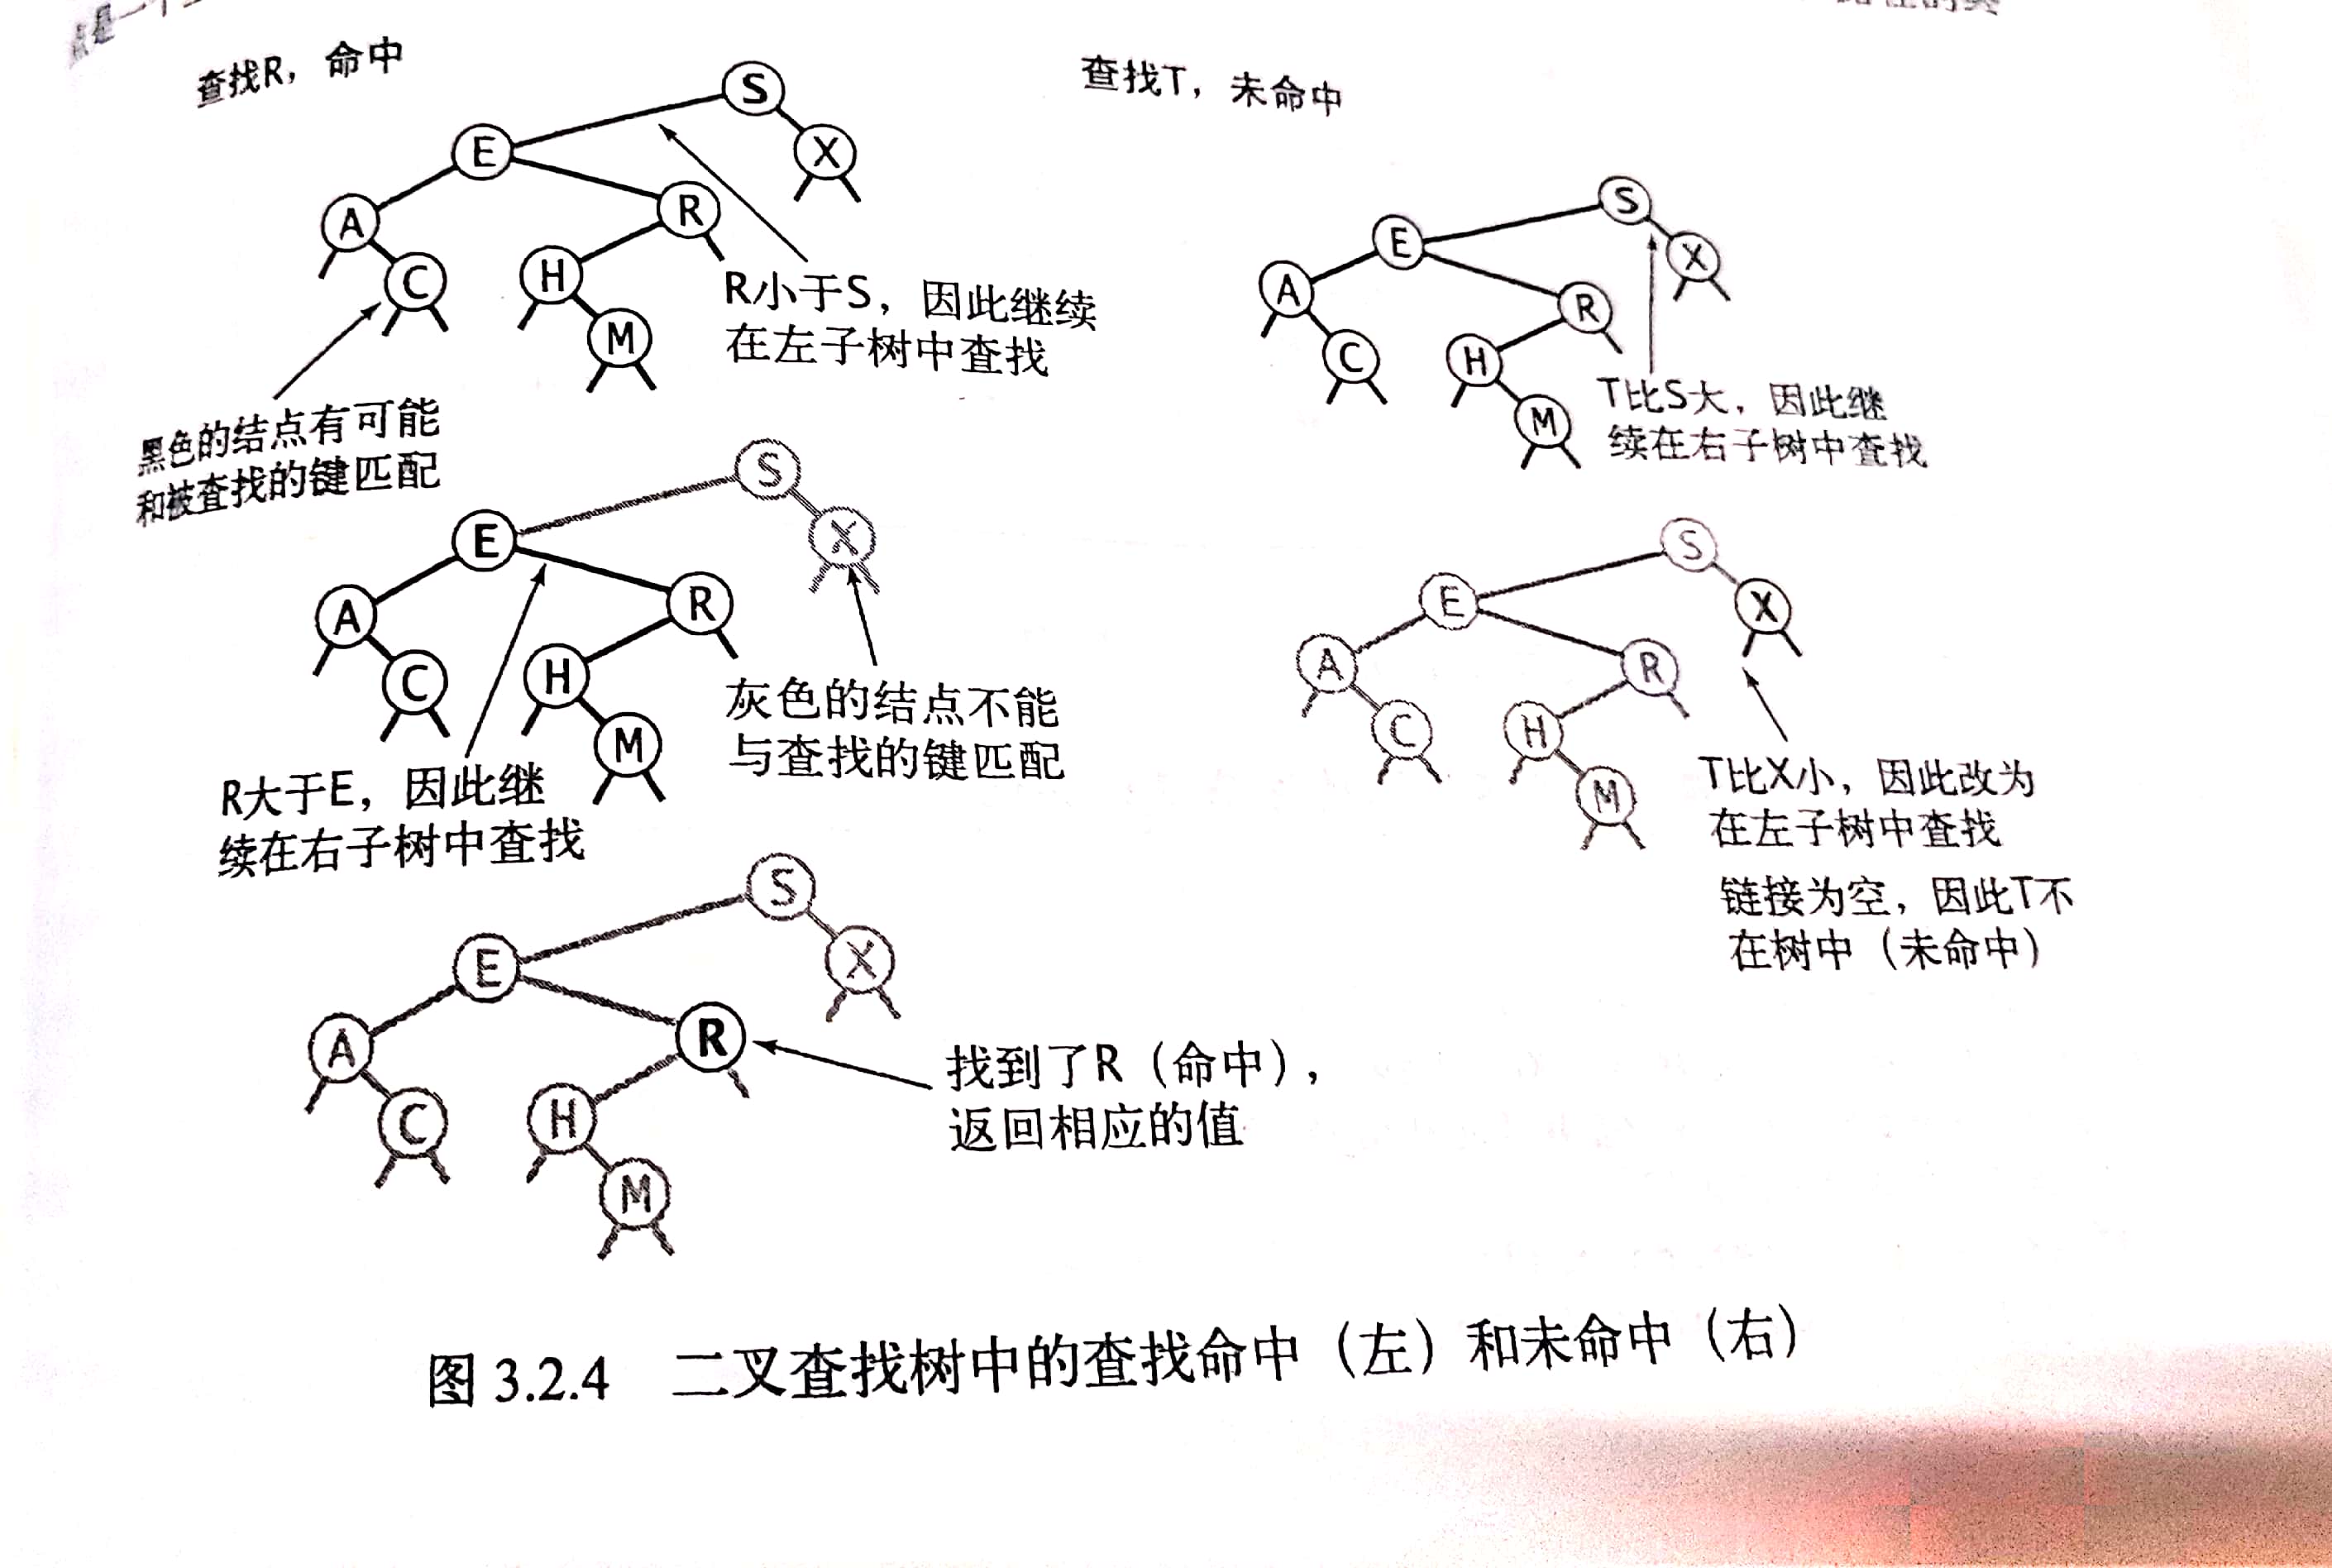 查找R，命中
S
E
X
A
R
C
H
M
R小于S，因此继续
在左子树中查找
黑色的结点有可能
和被查找的键匹配
S
E
X
A
R
C
H
M
灰色的结点不能
与查找的键匹配
R大于E，因此继
续在右子树中查找
S
E
X
A
R
C
H
M
找到了R（命中），
返回相应的值
查找T，未命中
S
E
X
A
R
C
H
M
T比S大，因此继
续在右子树中查找
S
E
X
A
R
C
H
M
T比X小，因此改为
在左子树中查找
链接为空，因此T不
在树中（未命中）
图 3.2.4 二叉查找树中的查找命中（左）和未命中（右）